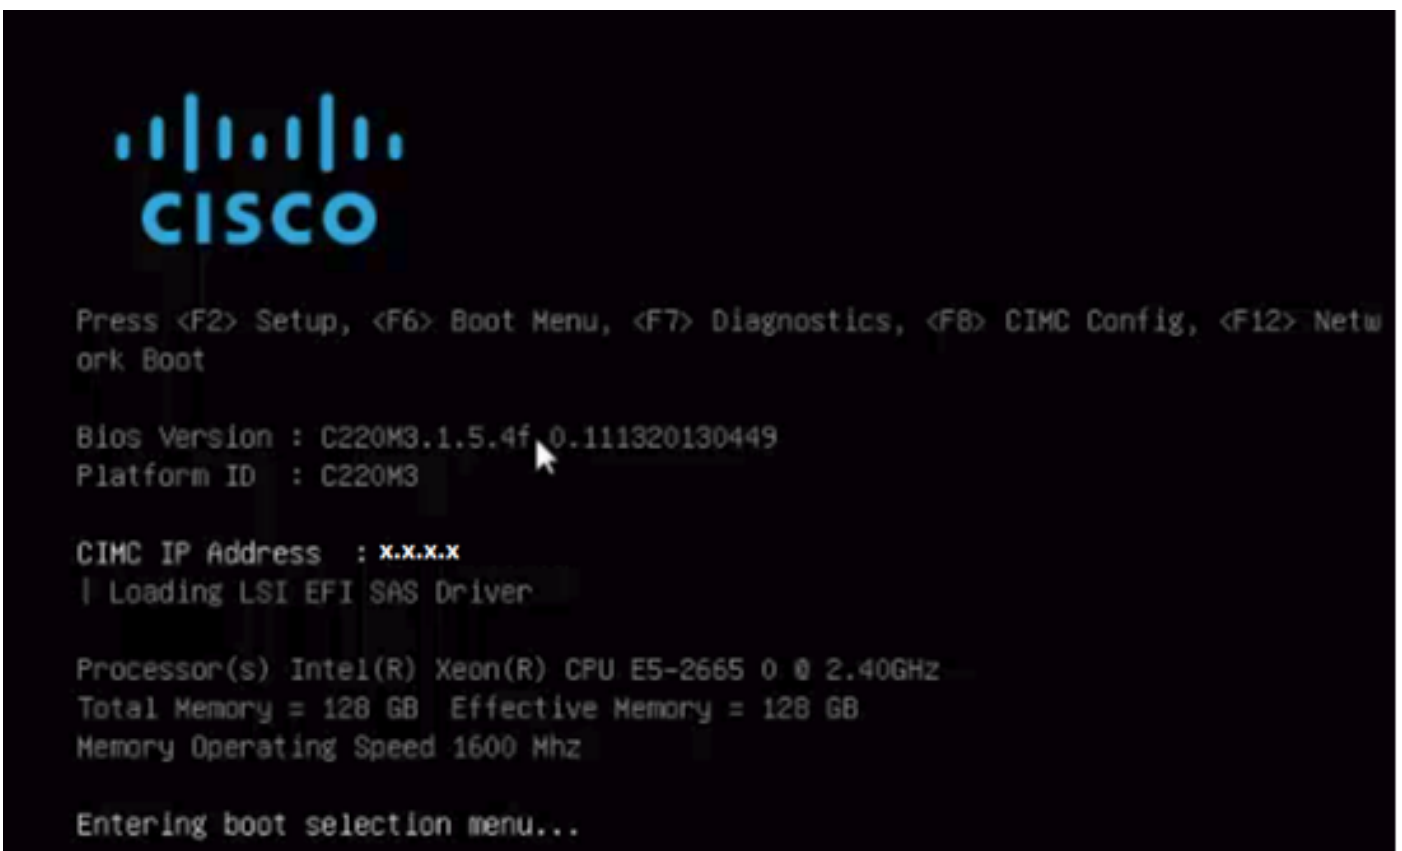 CISCO
Press <F2> Setup, <F6> Boot Menu, <F7> Diagnostics, <F8> CIMC Config, <F12> Netw
ork Boot
Bios Version : C220M3.1.5.4f.0.111320130449
Platform ID : C220M3
CIMC IP Address : x.x.x.x
| Loading LSI EFI SAS Driver
Processor(s) Intel(R) Xeon(R) CPU E5-2665 0 @ 2.40GHz
Total Memory = 128 GB Effective Memory = 128 GB
Memory Operating Speed 1600 Mhz
Entering boot selection menu...